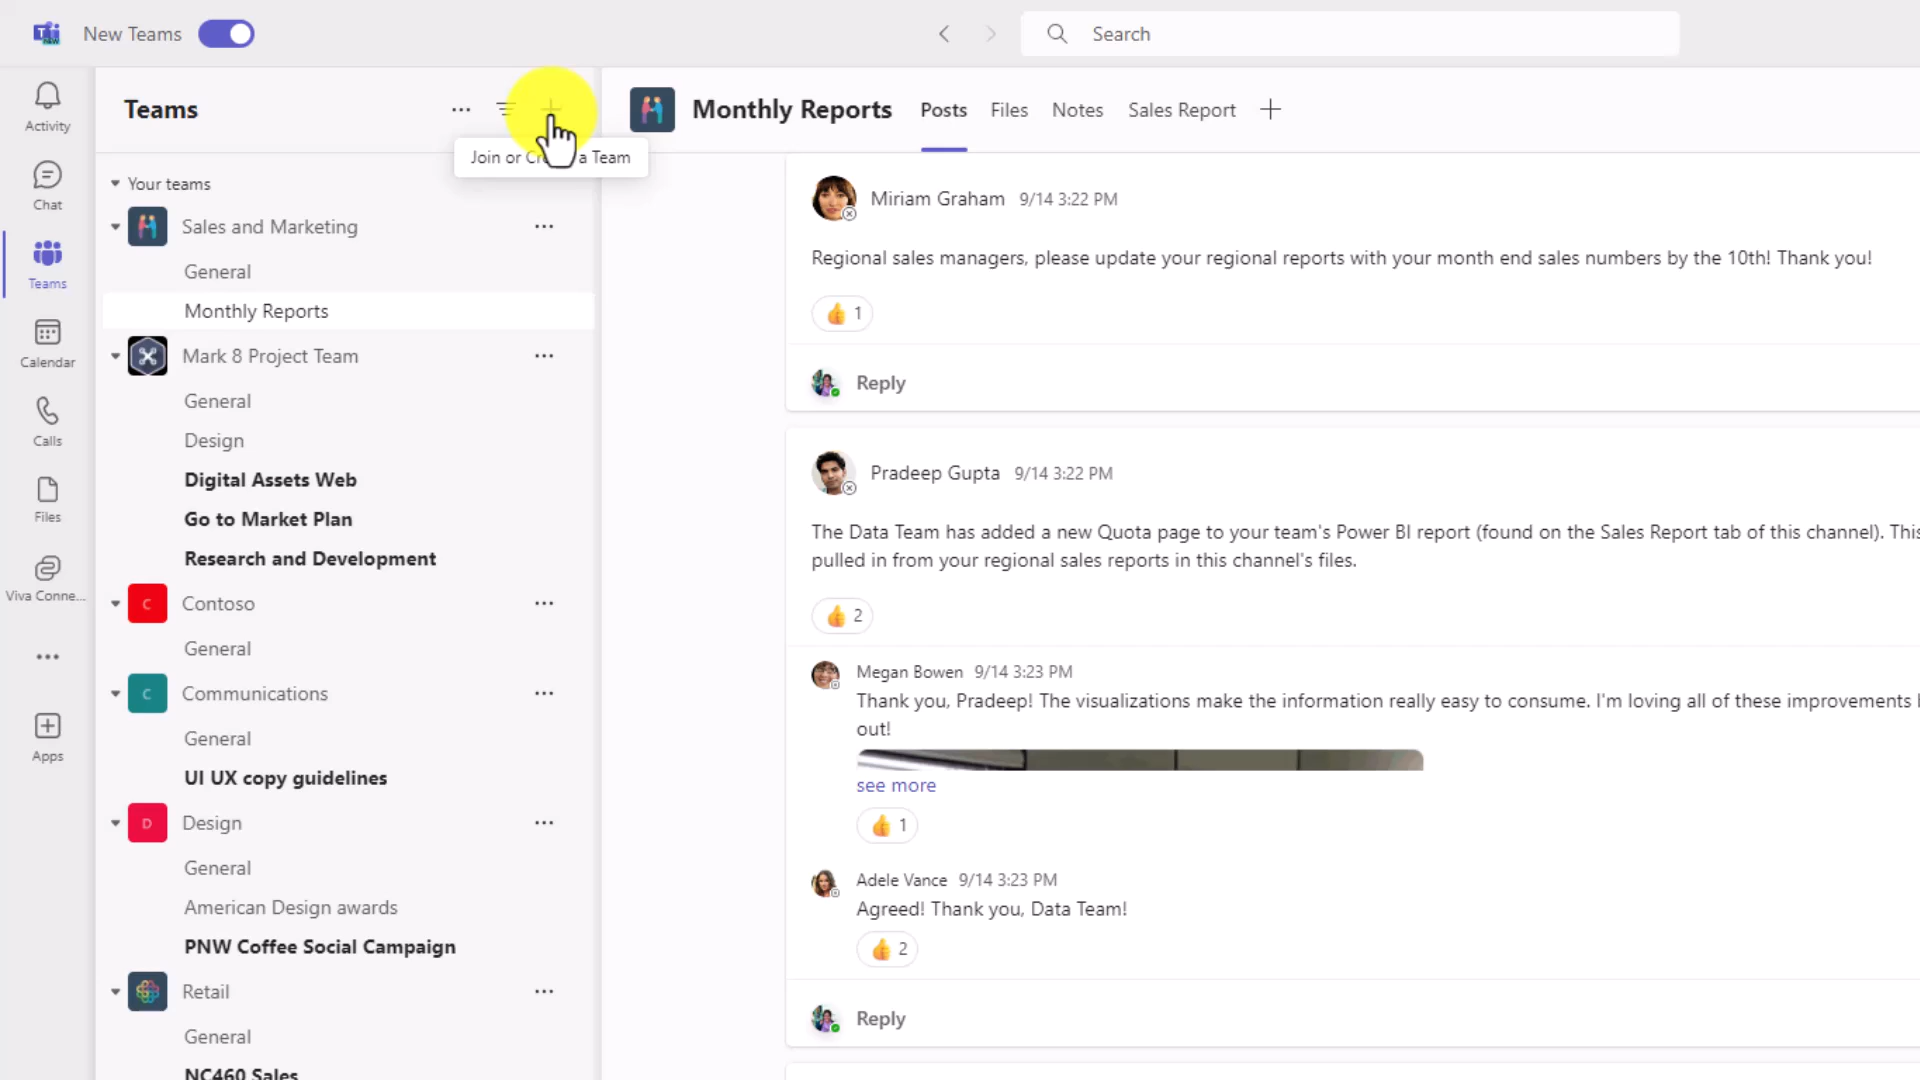 New Teams
Search
Activity
Chat
Teams
Calendar
Calls
Files
Viva Conne...
Apps
Teams
Join or a Team
Your teams
Sales and Marketing
General
Monthly Reports
Mark 8 Project Team
General
Design
Digital Assets Web
Go to Market Plan
Research and Development
C Contoso
General
C Communications
General
UI UX copy guidelines
D Design
General
American Design awards
PNW Coffee Social Campaign
Retail
General
NC460 Sales
Monthly Reports Posts Files Notes Sales Report
Miriam Graham 9/14 3:22 PM
Regional sales managers, please update your regional reports with your month end sales numbers by the 10th! Thank you!
1
Reply
Pradeep Gupta 9/14 3:22 PM
The Data Team has added a new Quota page to your team's Power BI report (found on the Sales Report tab of this channel). This
pulled in from your regional sales reports in this channel's files.
2
Megan Bowen 9/14 3:23 PM
Thank you, Pradeep! The visualizations make the information really easy to consume. I'm loving all of these improvements
out!
see more
1
Adele Vance 9/14 3:23 PM
Agreed! Thank you, Data Team!
2
Reply